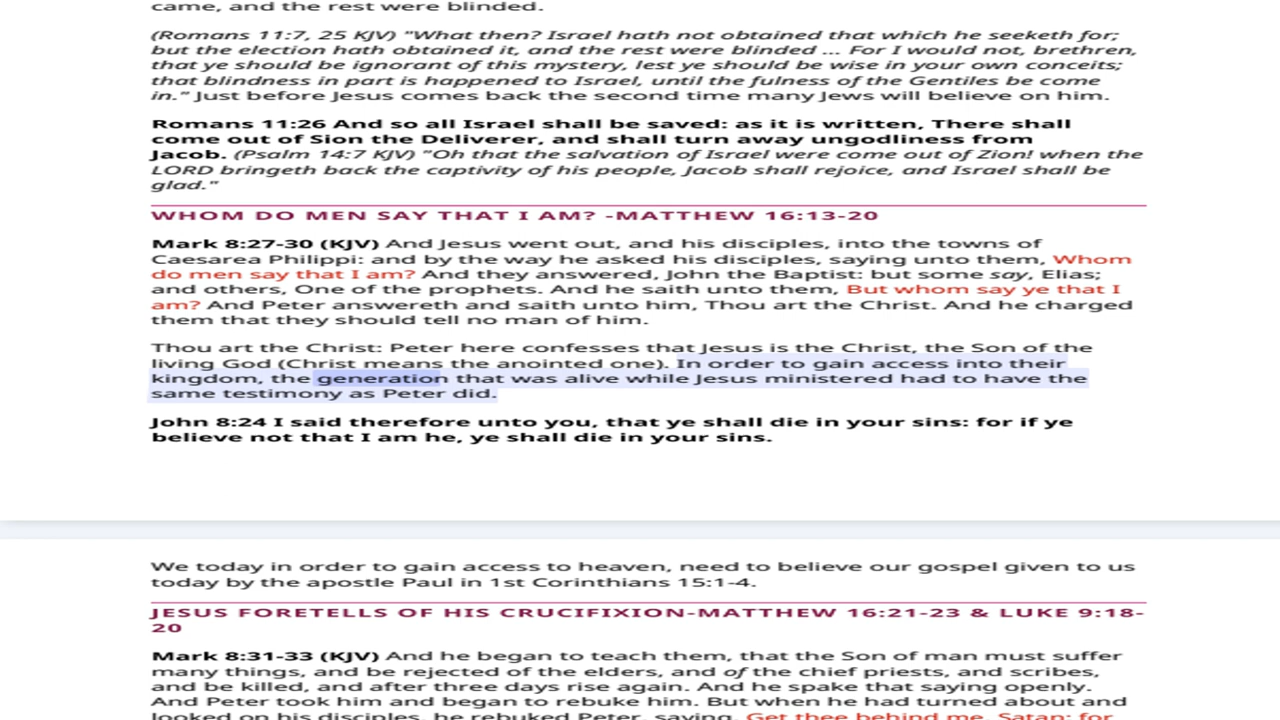 came, and the rest were blinded.
(Romans 11:7, 25 KJV) "What then? Israel hath not obtained that which he seeketh for;
but the election hath obtained it, and the rest were blinded ... For I would not, brethren,
that ye should be ignorant of this mystery, lest ye should be wise in your own conceits;
that blindness in part is happened to Israel, until the fulness of the Gentiles be come
in." Just before Jesus comes back the second time many Jews will believe on him.
Romans 11:26 And so all Israel shall be saved: as it is written, There shall
come out of Sion the Deliverer, and shall turn away ungodliness from
Jacob. (Psalm 14:7 KJV) "Oh that the salvation of Israel were come out of Zion! when the
LORD bringeth back the captivity of his people, Jacob shall rejoice, and Israel shall be
glad."
WHOM DO MEN SAY THAT I AM? -MATTHEW 16:13-20
Mark 8:27-30 (KJV) And Jesus went out, and his disciples, into the towns of
Caesarea Philippi: and by the way he asked his disciples, saying unto them, Whom
do men say that I am? And they answered, John the Baptist: but some say, Elias;
and others, One of the prophets. And he saith unto them, But whom say ye that I
am? And Peter answereth and saith unto him, Thou art the Christ. And he charged
them that they should tell no man of him.
Thou art the Christ: Peter here confesses that Jesus is the Christ, the Son of the
living God (Christ means the anointed one). In order to gain access into their
kingdom, the generation that was alive while Jesus ministered had to have the
same testimony as Peter did.
John 8:24 I said therefore unto you, that ye shall die in your sins: for if ye
believe not that I am he, ye shall die in your sins.
We today in order to gain access to heaven, need to believe our gospel given to us
today by the apostle Paul in 1st Corinthians 15:1-4.
JESUS FORETELLS OF HIS CRUCIFIXION-MATTHEW 16:21-23 & LUKE 9:18-
20
Mark 8:31-33 (KJV) And he began to teach them, that the Son of man must suffer
many things, and be rejected of the elders, and of the chief priests, and scribes,
and be killed, and after three days rise again. And he spake that saying openly.
And Peter took him and began to rebuke him. But when he had turned about and
looked on his disciples, he rebuked Peter, saying, Get thee behind me, Satan: for